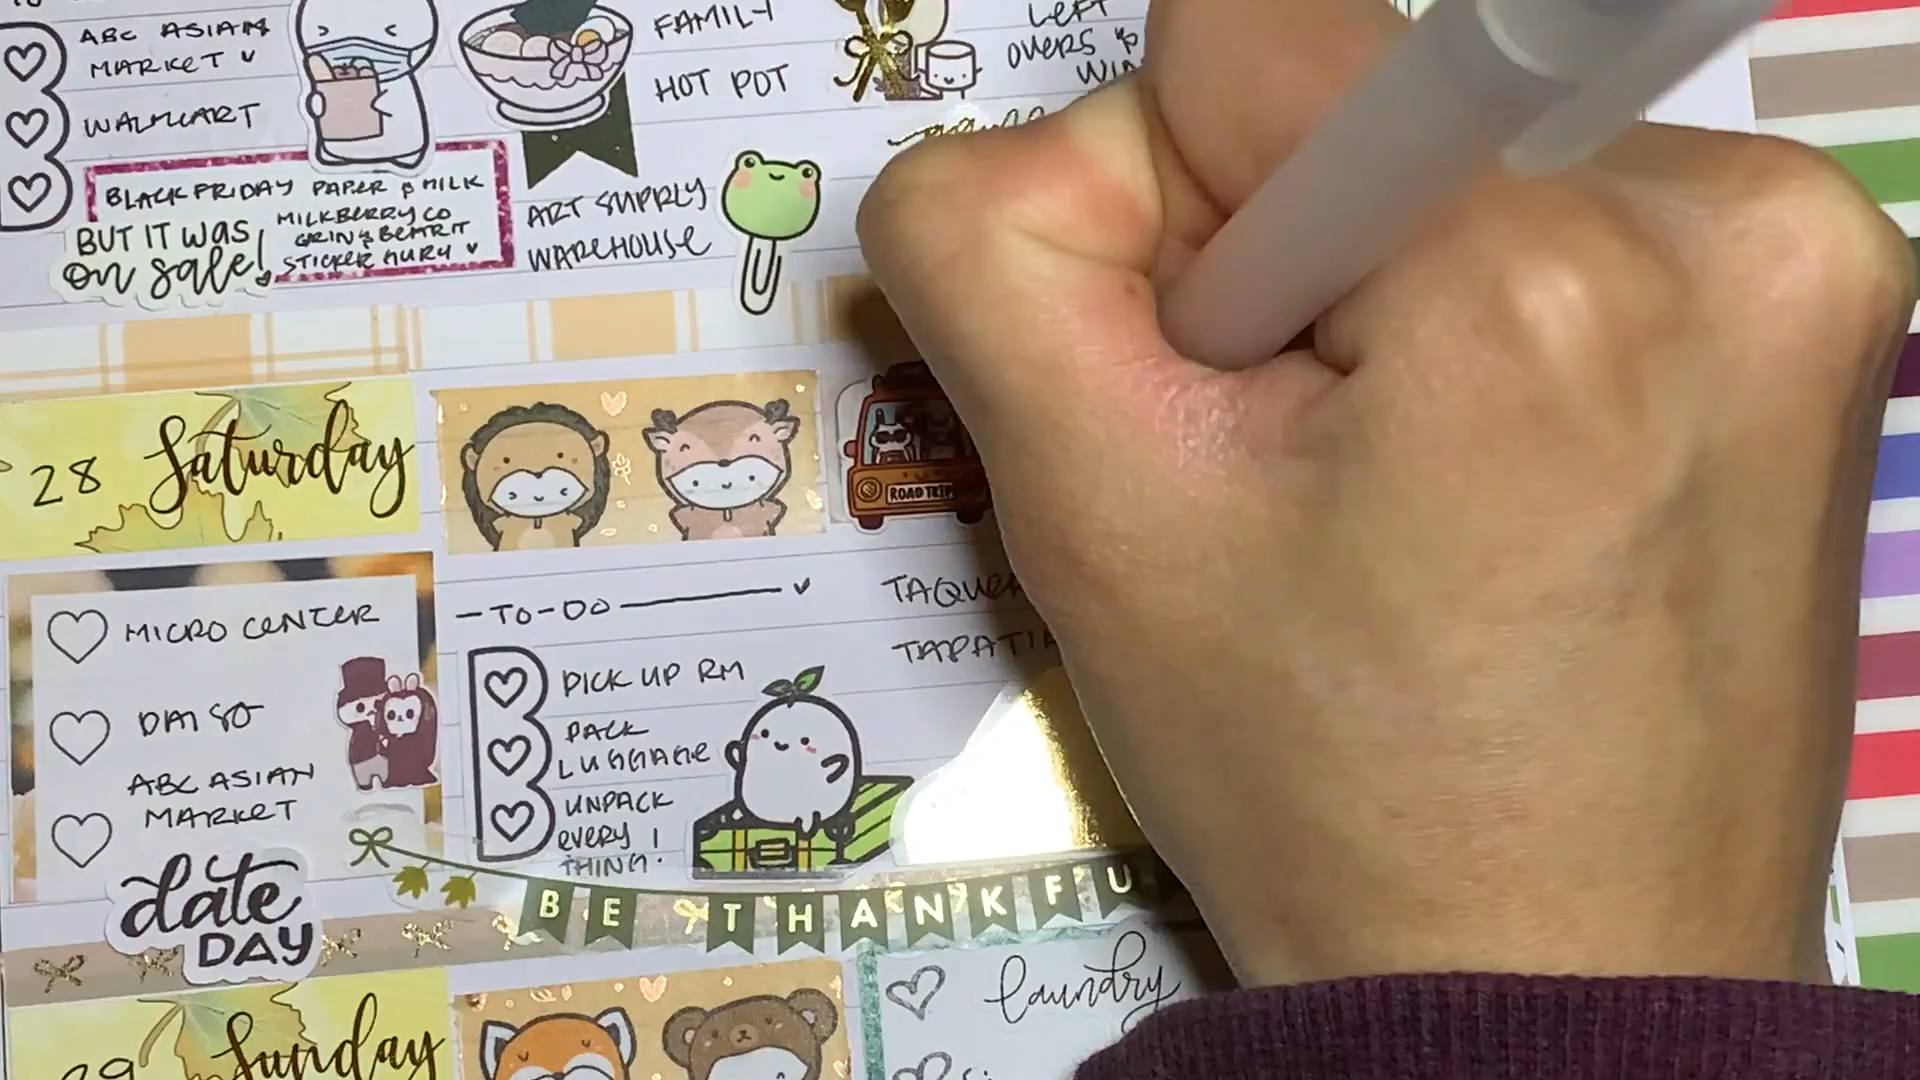 ABC ASIAN
MARKET
WALMART
BLACK FRIDAY PAPER & MILK
MILKBERRY CO
STICKER
BUT IT WAS
on sale!
FAMILY
HOT POT
ART SUPPLY
WAREHOUSE
LEFT
OVERS &
28 Saturday
ROAD TRIP
MICRO CENTER
DAISO
ABC ASIAN
MARKET
date
DAY
-TO-DO
PICK UP RM
PACK
LUGGAGE
UNPACK
EVERY
THING!
BE THANKFU
29 Sunday
laundry